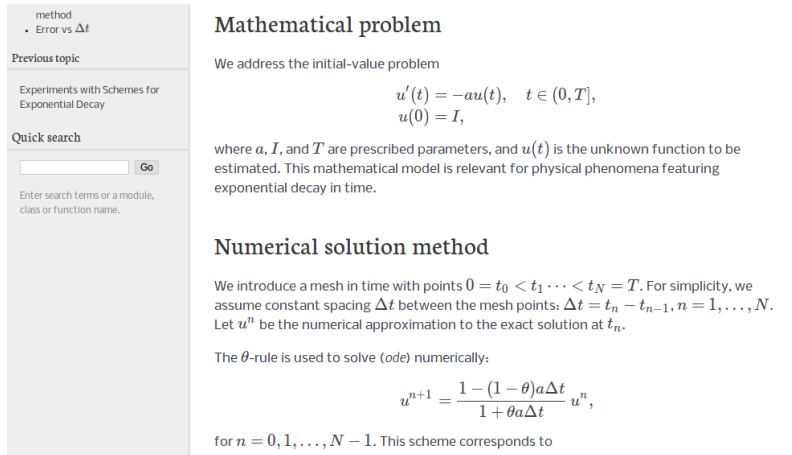 method
Error vs Δt
Previous topic
Experiments with Schemes for
Exponential Decay
Quick search
Go
Enter search terms or a module,
class or function name.
Mathematical problem
We address the initial-value problem
u′(t) = −au(t), t ∈ (0, T],
u(0) = I,
where a, I, and T are prescribed parameters, and u(t) is the unknown function to be
estimated. This mathematical model is relevant for physical phenomena featuring
exponential decay in time.
Numerical solution method
We introduce a mesh in time with points 0 = t₀ < t₁ ⋯ < t_N = T. For simplicity, we
assume constant spacing Δt between the mesh points: Δt = t_n − t_{n−1}, n = 1, …, N.
Let u^n be the numerical approximation to the exact solution at t_n.
The θ-rule is used to solve (ode) numerically:
u^{n+1} = \frac{1 − (1 − θ)aΔt}{1 + θaΔt} u^n,
for n = 0, 1, …, N − 1. This scheme corresponds to